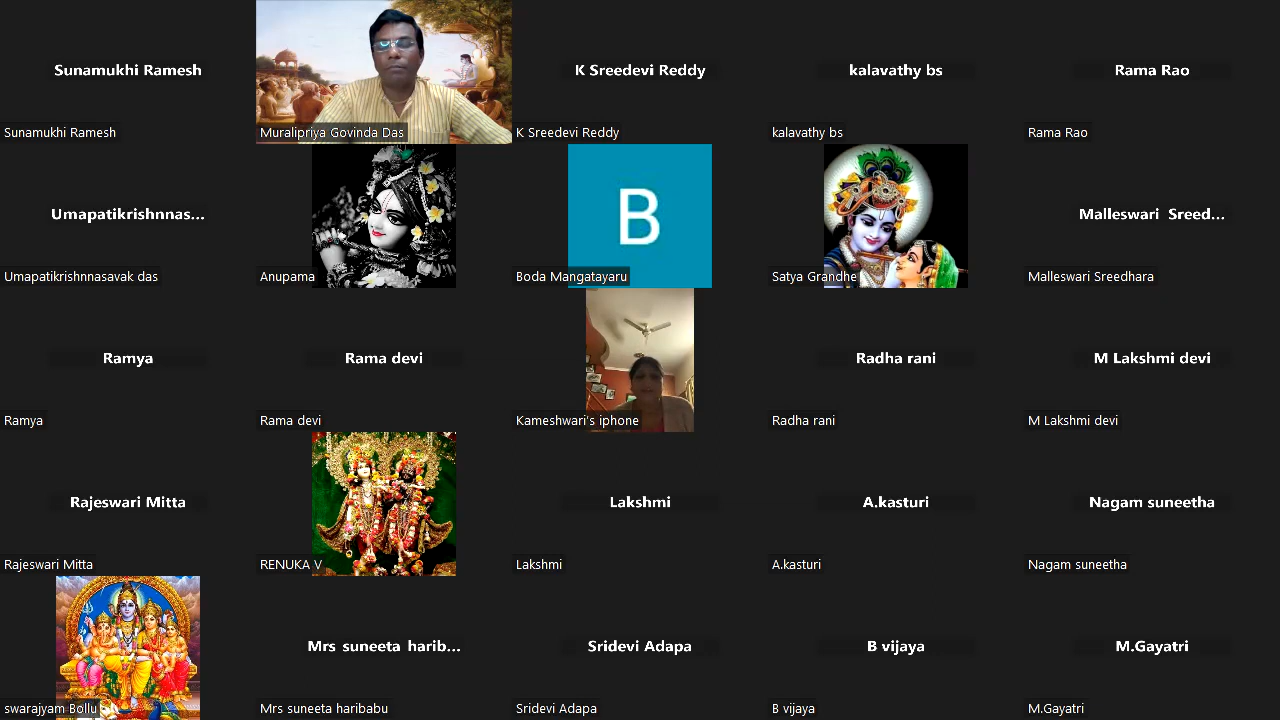 Sunamukhi Ramesh
K Sreedevi Reddy
kalavathy bs
Rama Rao
Sunamukhi Ramesh
Muralipriya Govinda Das
K Sreedevi Reddy
kalavathy bs
Rama Rao
Umapatikrishnnas...
B
Malleswari Sreed...
Umapatikrishnnasavak das
Anupama
Boda Mangatayaru
Satya Grandhe
Malleswari Sreedhara
Ramya
Rama devi
Radha rani
M Lakshmi devi
Ramya
Rama devi
Kameshwari's iphone
Radha rani
M Lakshmi devi
Rajeswari Mitta
Lakshmi
A.kasturi
Nagam suneetha
Rajeswari Mitta
RENUKA V
Lakshmi
A.kasturi
Nagam suneetha
Mrs suneeta harib...
Sridevi Adapa
B vijaya
M.Gayatri
swarajyam Bollu
Mrs suneeta haribabu
Sridevi Adapa
B vijaya
M.Gayatri